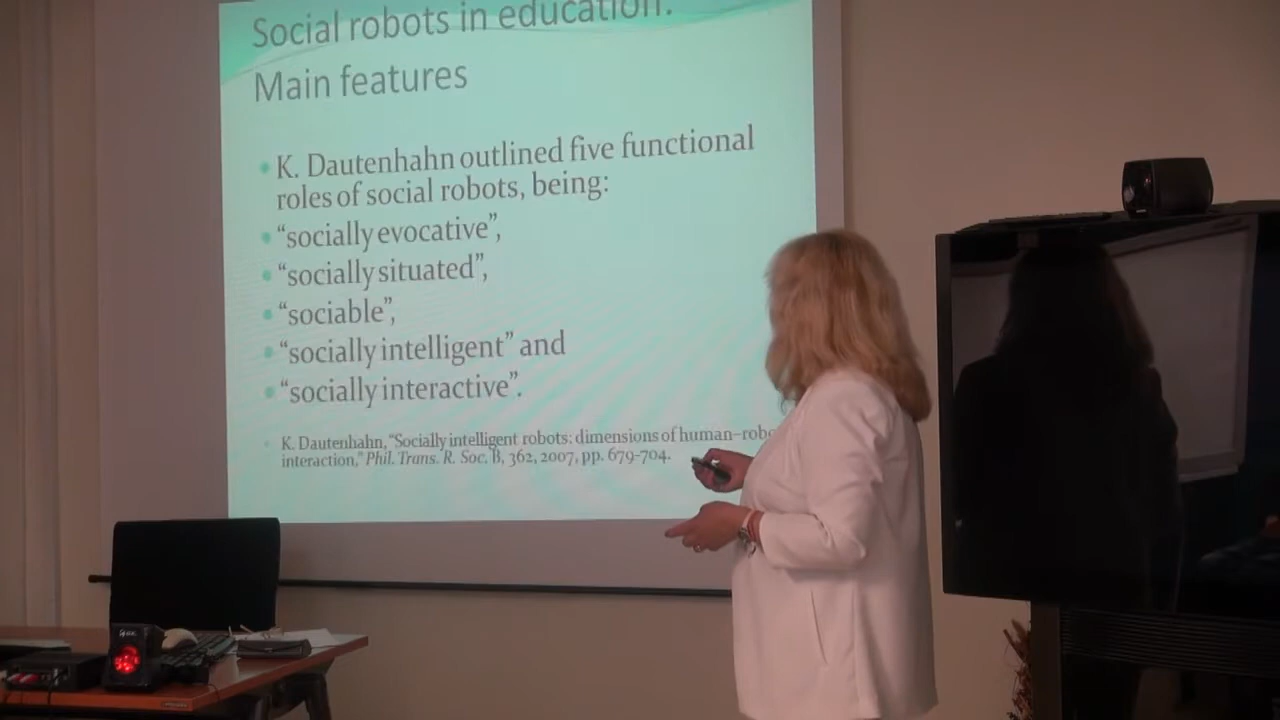 Social robots in education.
Main features
K. Dautenhahn outlined five functional
roles of social robots, being:
“socially evocative”,
“socially situated”,
“sociable”,
“socially intelligent” and
“socially interactive”.
K. Dautenhahn, “Socially intelligent robots: dimensions of human–robo
interaction,” Phil. Trans. R. Soc. B, 362, 2007, pp. 679-704.